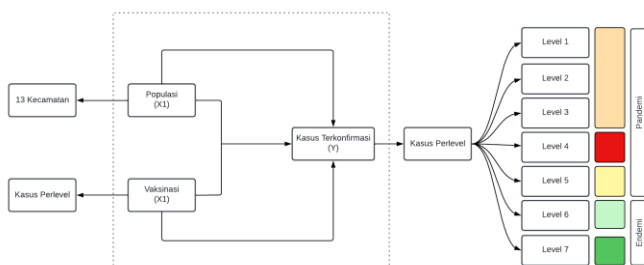 13 Kecamatan
Kasus Perlevel
Populasi
(X1)
Vaksinasi
(X1)
Kasus Terkonfirmasi
(Y)
Kasus Perlevel
Level 1
Level 2
Level 3
Level 4
Level 5
Level 6
Level 7
Pandemi
Endemi